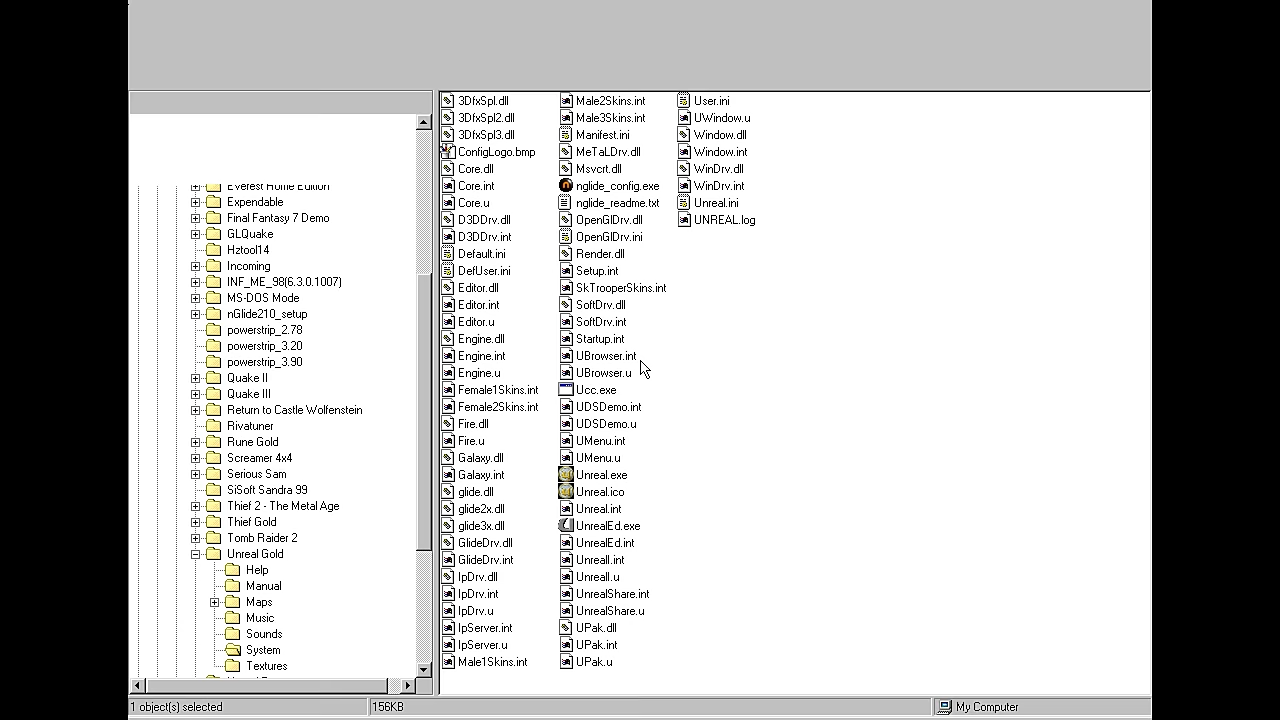 Everest Home Edition
Expendable
Final Fantasy 7 Demo
GLQuake
Hztool14
Incoming
INF_ME_98(6.3.0.1007)
MS-DOS Mode
nGlide210_setup
powerstrip_2.78
powerstrip_3.20
powerstrip_3.90
Quake II
Quake III
Return to Castle Wolfenstein
Rivatuner
Rune Gold
Screamer 4x4
Serious Sam
SiSoft Sandra 99
Thief 2 - The Metal Age
Thief Gold
Tomb Raider 2
Unreal Gold
Help
Manual
Maps
Music
Sounds
System
Textures
3DfxSpl.dll
3DfxSpl2.dll
3DfxSpl3.dll
ConfigLogo.bmp
Core.dll
Core.int
Core.u
D3DDrv.dll
D3DDrv.int
Default.ini
DefUser.ini
Editor.dll
Editor.int
Editor.u
Engine.dll
Engine.int
Engine.u
Female1Skins.int
Female2Skins.int
Fire.dll
Fire.u
Galaxy.dll
Galaxy.int
glide.dll
glide2x.dll
glide3x.dll
GlideDrv.dll
GlideDrv.int
IpDrv.dll
IpDrv.int
IpDrv.u
IpServer.int
IpServer.u
Male1Skins.int
Male2Skins.int
Male3Skins.int
Manifest.ini
MeTaLDrv.dll
Msvcrt.dll
nglide_config.exe
nglide_readme.txt
OpenGlDrv.dll
OpenGlDrv.ini
Render.dll
Setup.int
SkTrooperSkins.int
SoftDrv.dll
SoftDrv.int
Startup.int
UBrowser.int
UBrowser.u
Ucc.exe
UDSDemo.int
UDSDemo.u
UMenu.int
UMenu.u
Unreal.exe
Unreal.ico
Unreal.int
UnrealEd.exe
UnrealEd.int
UnrealI.int
UnrealI.u
UnrealShare.int
UnrealShare.u
UPak.dll
UPak.int
UPak.u
User.ini
UWindow.u
Window.dll
Window.int
WinDrv.dll
WinDrv.int
Unreal.ini
UNREAL.log
1 object(s) selected
156KB
My Computer